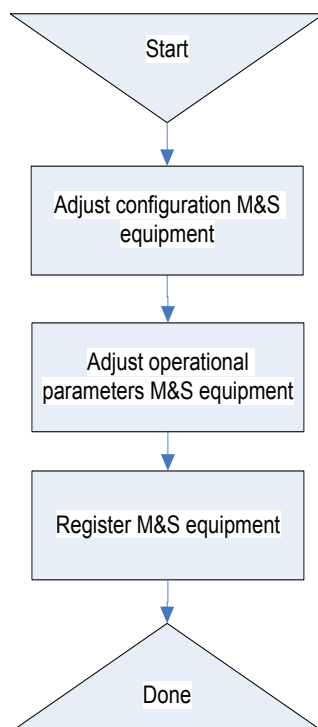 Start
Adjust configuration M&S
equipment
Adjust operational
parameters M&S equipment
Register M&S equipment
Done